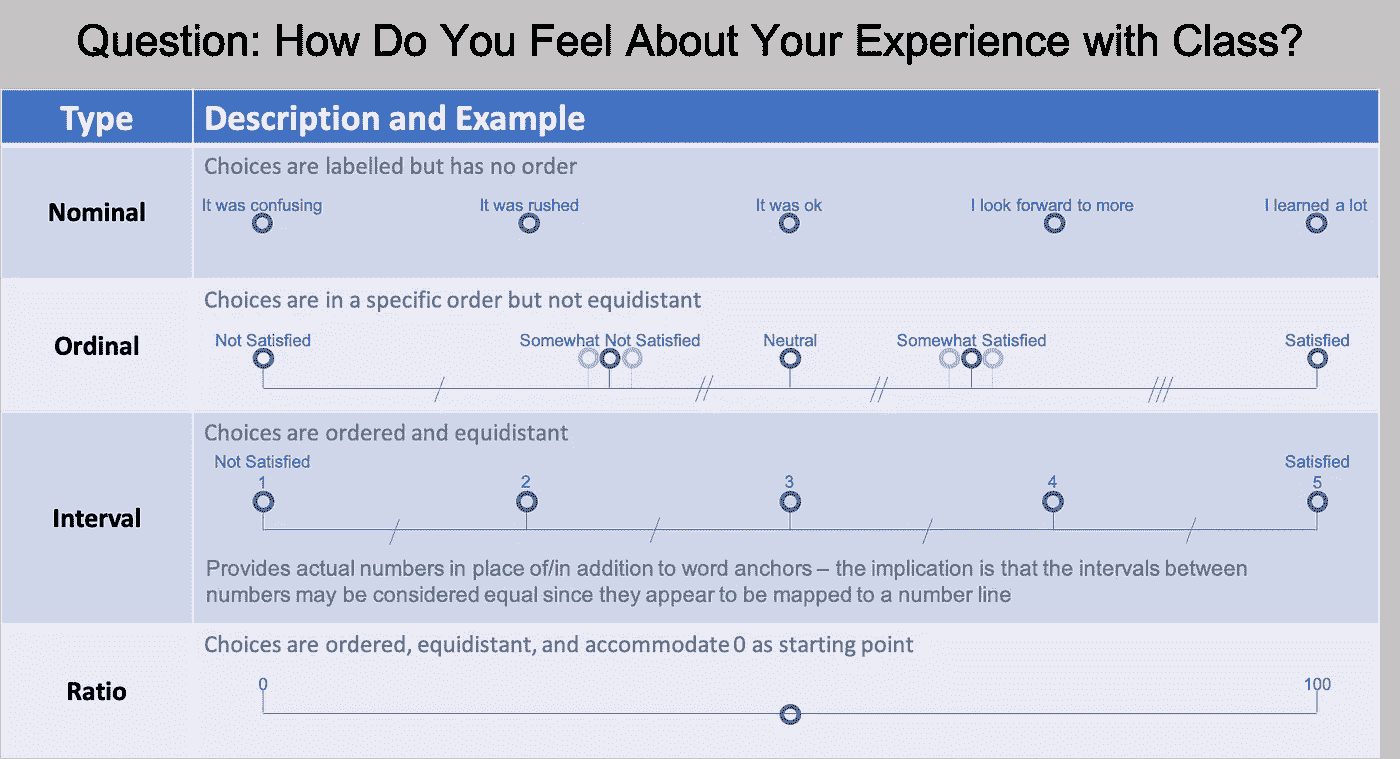 Question: How Do You Feel About Your Experience with Class?
Type Description and Example
Nominal
Choices are labelled but has no order
It was confusing It was rushed It was ok I look forward to more I learned a lot
Ordinal
Choices are in a specific order but not equidistant
Not Satisfied Somewhat Not Satisfied Neutral Somewhat Satisfied Satisfied
Interval
Choices are ordered and equidistant
Not Satisfied Satisfied
1 2 3 4 5
Provides actual numbers in place of/in addition to word anchors – the implication is that the intervals between
numbers may be considered equal since they appear to be mapped to a number line
Ratio
Choices are ordered, equidistant, and accommodate 0 as starting point
0 100